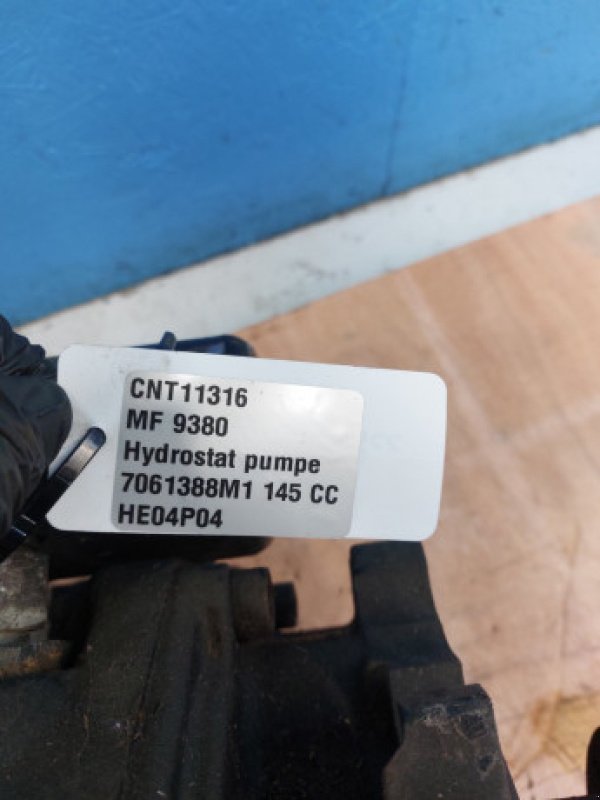 CNT11316
MF 9380
Hydrostat pumpe
7061388M1 145 CC
HE04P04